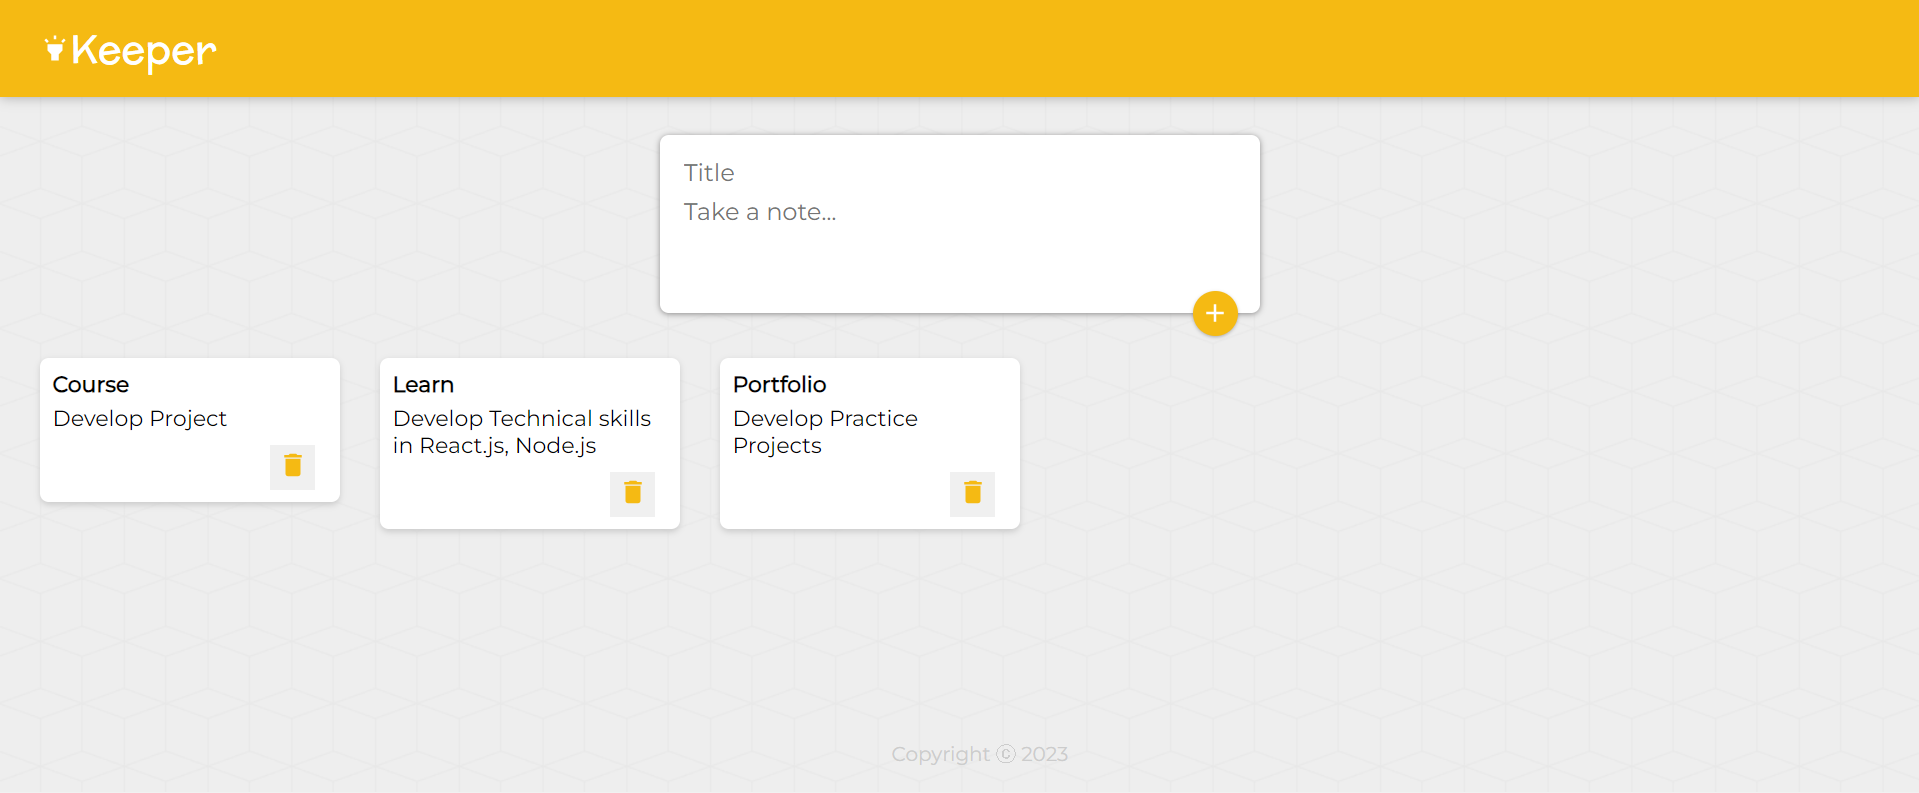 Keeper
Title
Take a note...
Course
Develop Project
Learn
Develop Technical skills
in React.js, Node.js
Portfolio
Develop Practice
Projects
Copyright ⓒ 2023